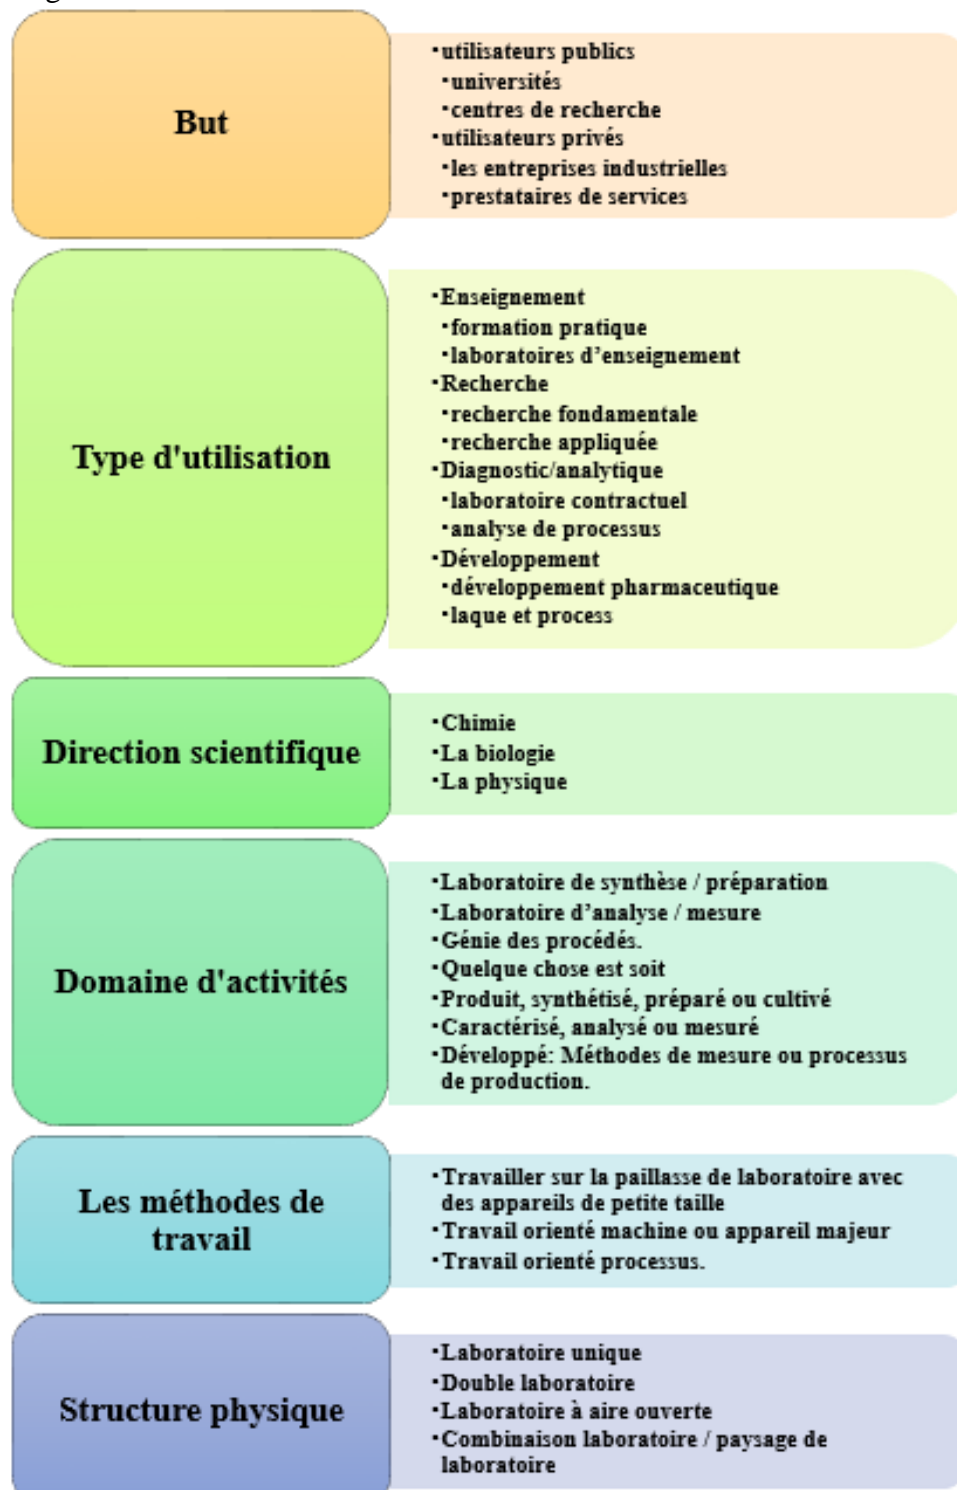 But
·utilisateurs publics
·universités
·centres de recherche
·utilisateurs privés
·les entreprises industrielles
·prestataires de services
Type d'utilisation
·Enseignement
·formation pratique
·laboratoires d’enseignement
·Recherche
·recherche fondamentale
·recherche appliquée
·Diagnostic/analytique
·laboratoire contractuel
·analyse de processus
·Développement
·développement pharmaceutique
·laque et process
Direction scientifique
·Chimie
·La biologie
·La physique
Domaine d'activités
·Laboratoire de synthèse / préparation
·Laboratoire d’analyse / mesure
·Génie des procédés.
·Quelque chose est soit
·Produit, synthétisé, préparé ou cultivé
·Caractérisé, analysé ou mesuré
·Développé: Méthodes de mesure ou processus
de production.
Les méthodes de
travail
·Travailler sur la paillasse de laboratoire avec
des appareils de petite taille
·Travail orienté machine ou appareil majeur
·Travail orienté processus.
Structure physique
·Laboratoire unique
·Double laboratoire
·Laboratoire à aire ouverte
·Combinaison laboratoire / paysage de
laboratoire